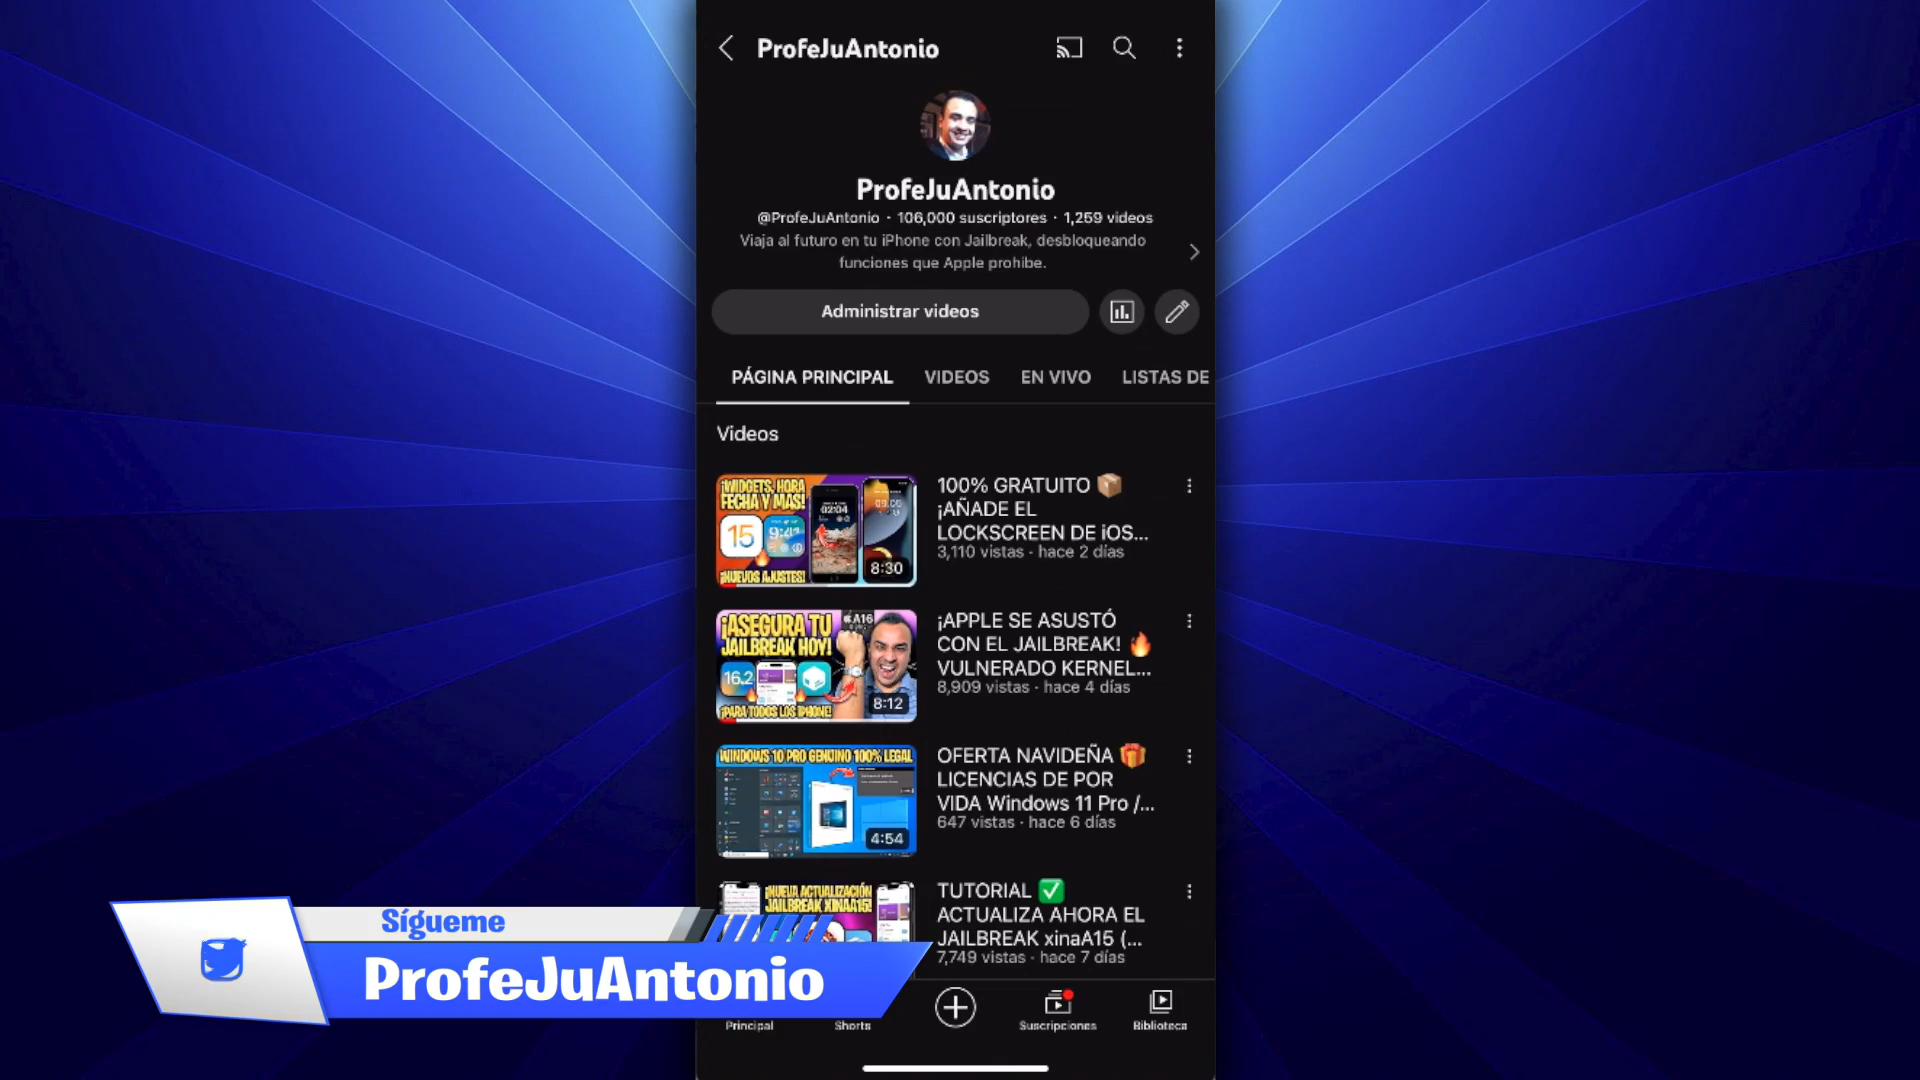 ProfeJuAntonio
ProfeJuAntonio
@ProfeJuAntonio · 106,000 suscriptores · 1,259 videos
Viaja al futuro en tu iPhone con Jailbreak, desbloqueando
funciones que Apple prohibe.
Administrar videos
PÁGINA PRINCIPAL VIDEOS EN VIVO LISTAS DE
Videos
¡WIDGETS, HORA
FECHA Y MAS!
15
9:41
02:04
¡NUEVOS AJUSTES!
8:30
100% GRATUITO 📦
¡AÑADE EL
LOCKSCREEN DE iOS...
3,110 vistas · hace 2 días
¡ASEGURA TU
JAILBREAK HOY!
A16
16.2
¡PARA TODOS LOS IPHONE!
8:12
¡APPLE SE ASUSTÓ
CON EL JAILBREAK! 🔥
VULNERADO KERNEL...
8,909 vistas · hace 4 días
WINDOWS 10 PRO GENUINO 100% LEGAL
4:54
OFERTA NAVIDEÑA 🎁
LICENCIAS DE POR
VIDA Windows 11 Pro /...
647 vistas · hace 6 días
¡NUEVA ACTUALIZACIÓN
JAILBREAK XINAA15!
TUTORIAL ✅
ACTUALIZA AHORA EL
JAILBREAK xinaA15 (...
7,749 vistas · hace 7 días
Sígueme
ProfeJuAntonio
Principal Shorts Suscripciones Biblioteca